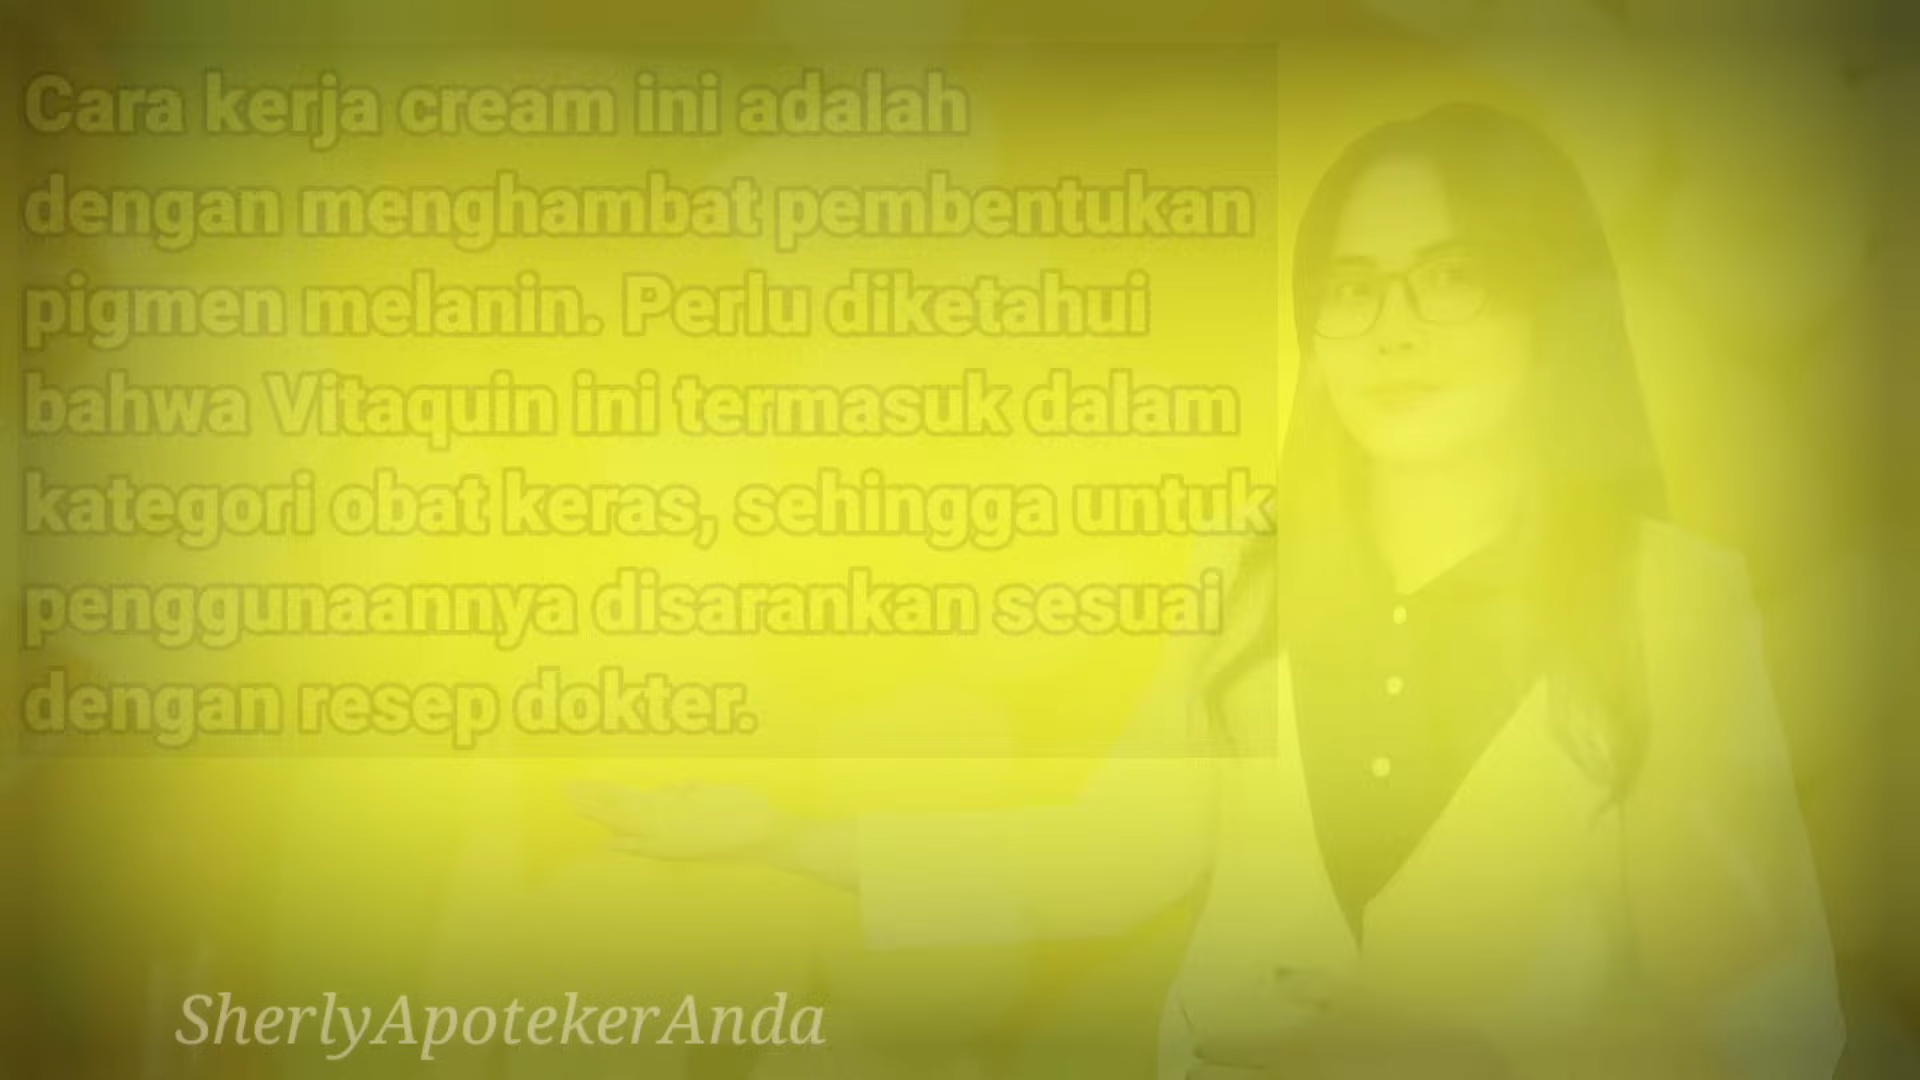 Cara kerja cream ini adalah
dengan menghambat pembentukan
pigmen melanin. Perlu diketahui
bahwa Vitaquin ini termasuk dalam
kategori obat keras, sehingga untuk
penggunaannya disarankan sesuai
dengan resep dokter.
SherlyApotekerAnda